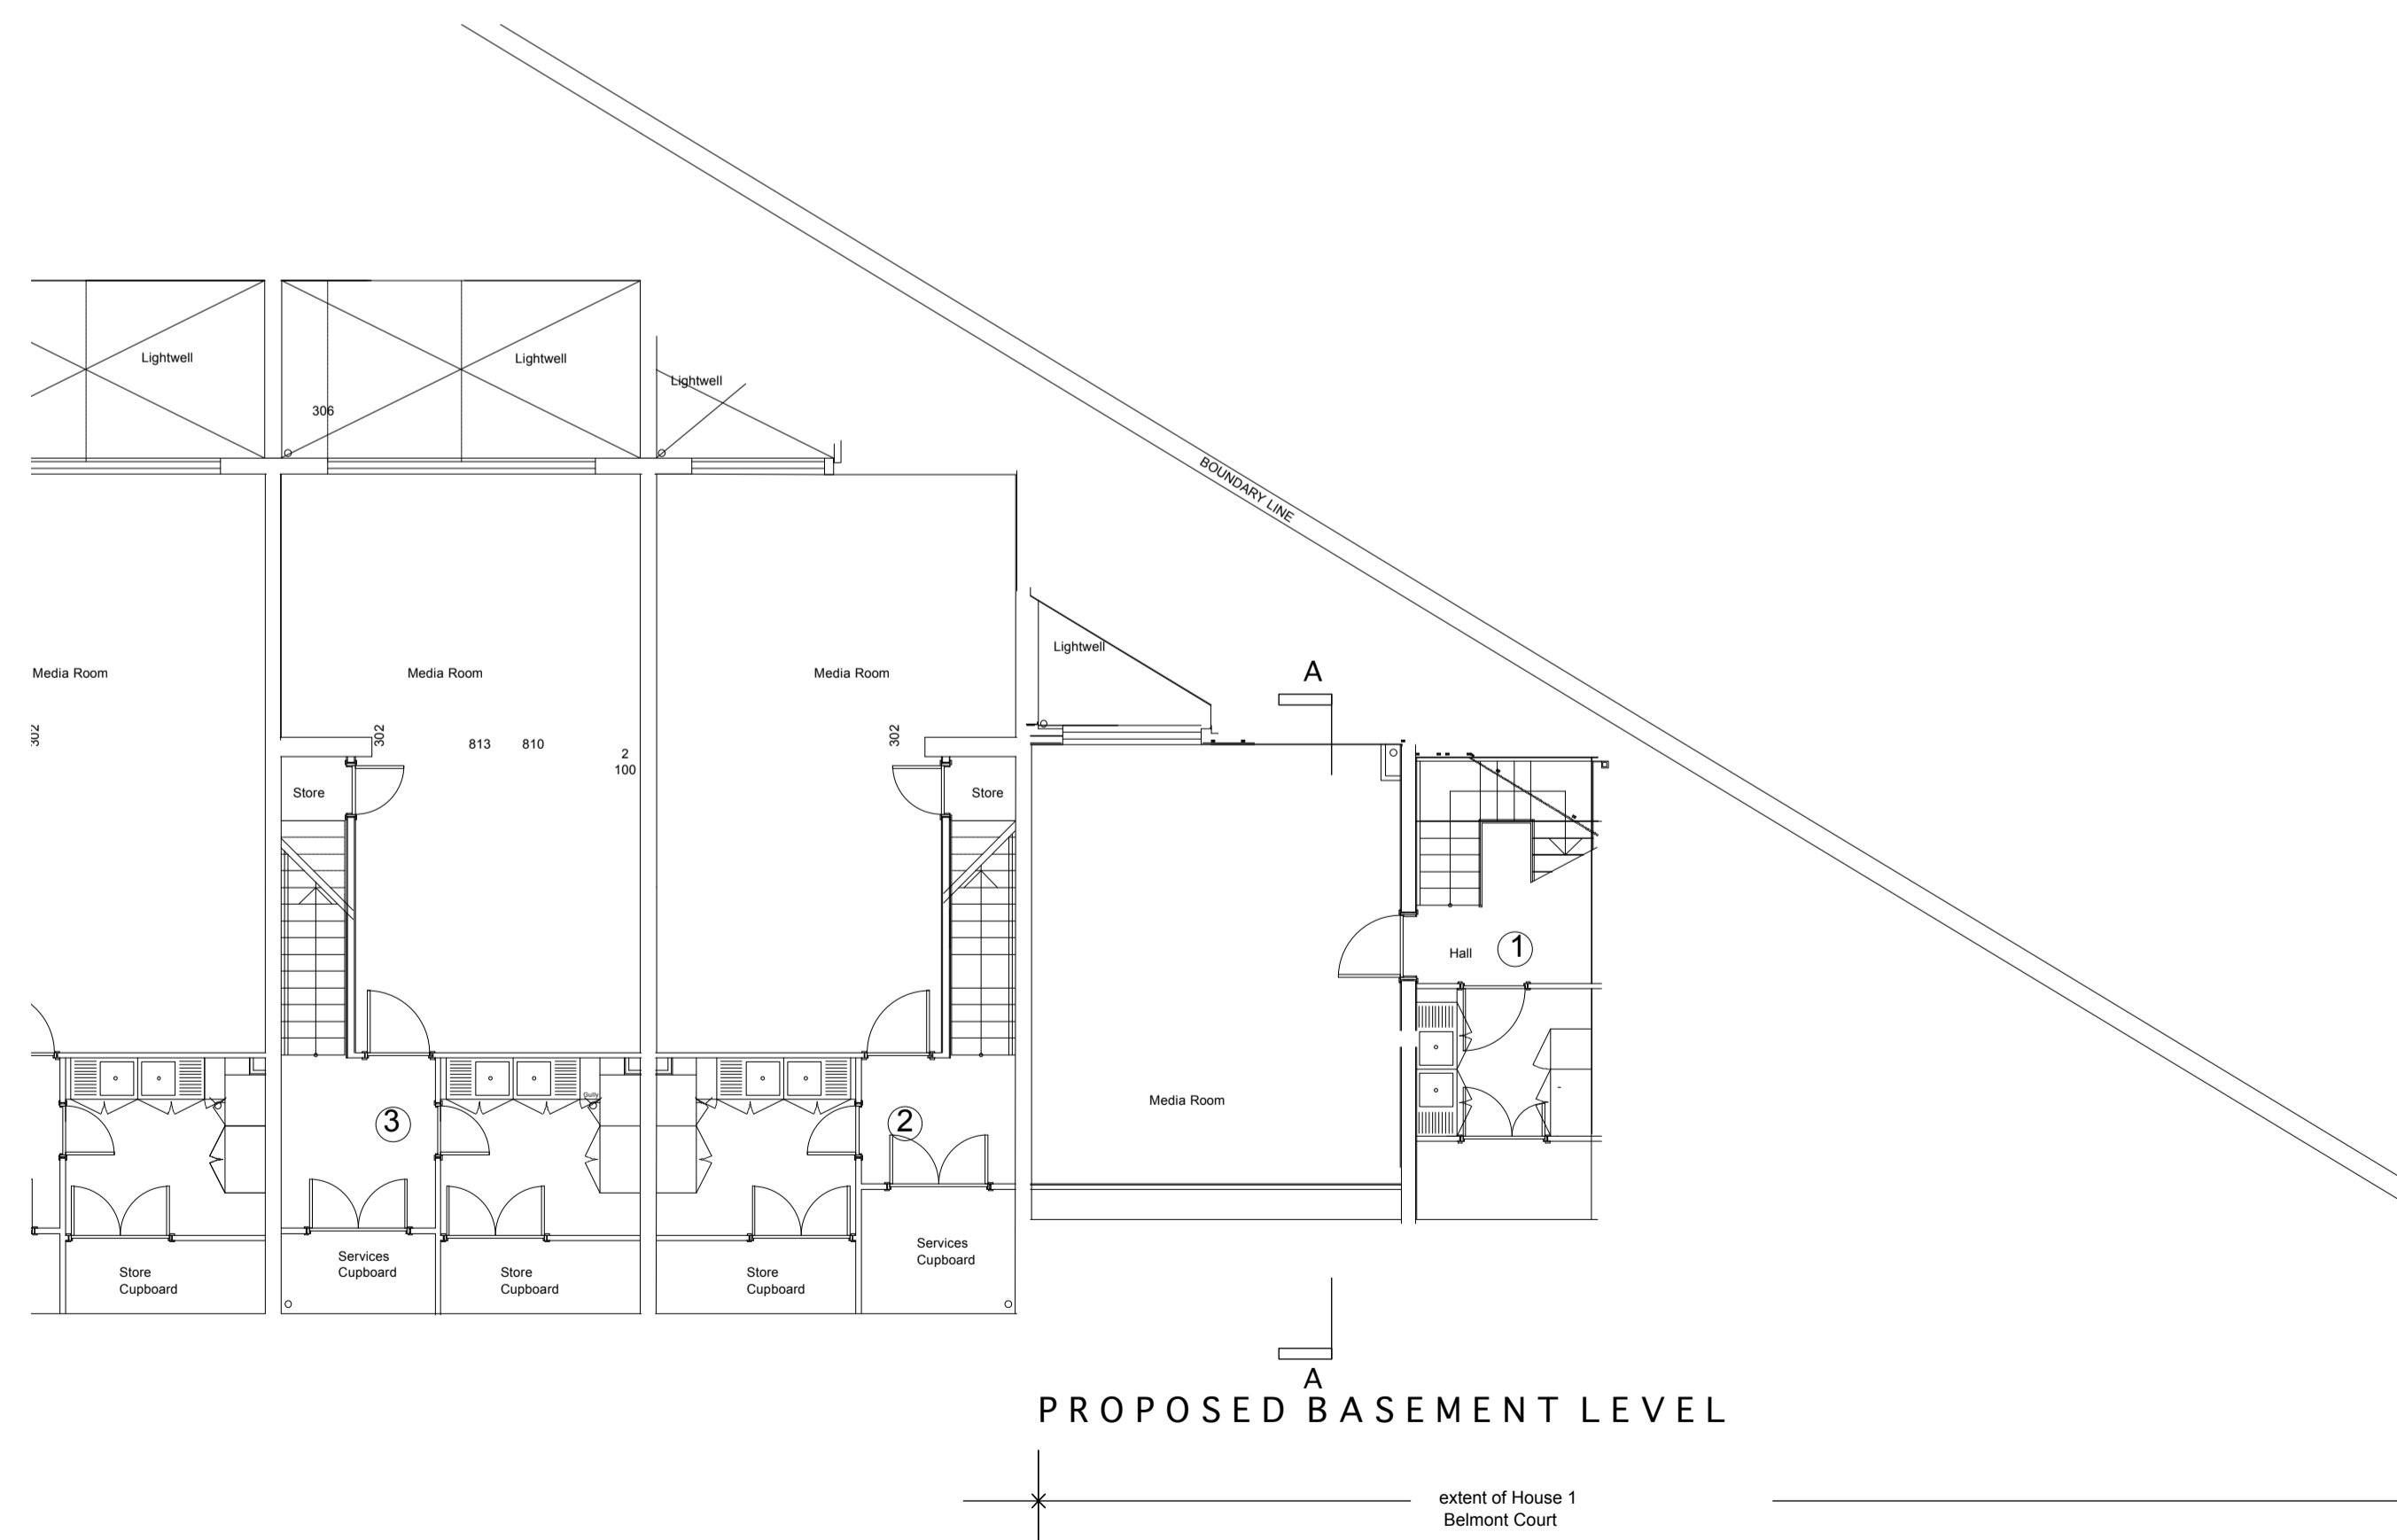 Lightwell
Lightwell
Lightwell
306
BOUNDARY LINE
Lightwell
A
Media Room
Media Room
Media Room
302
302
813
810
2
100
302
Store
Store
Hall
1
Media Room
Gully
3
2
Services
Cupboard
Services
Cupboard
Store
Cupboard
Store
Cupboard
Store
Cupboard
A
PROPOSED BASEMENT LEVEL
extent of House 1
Belmont Court